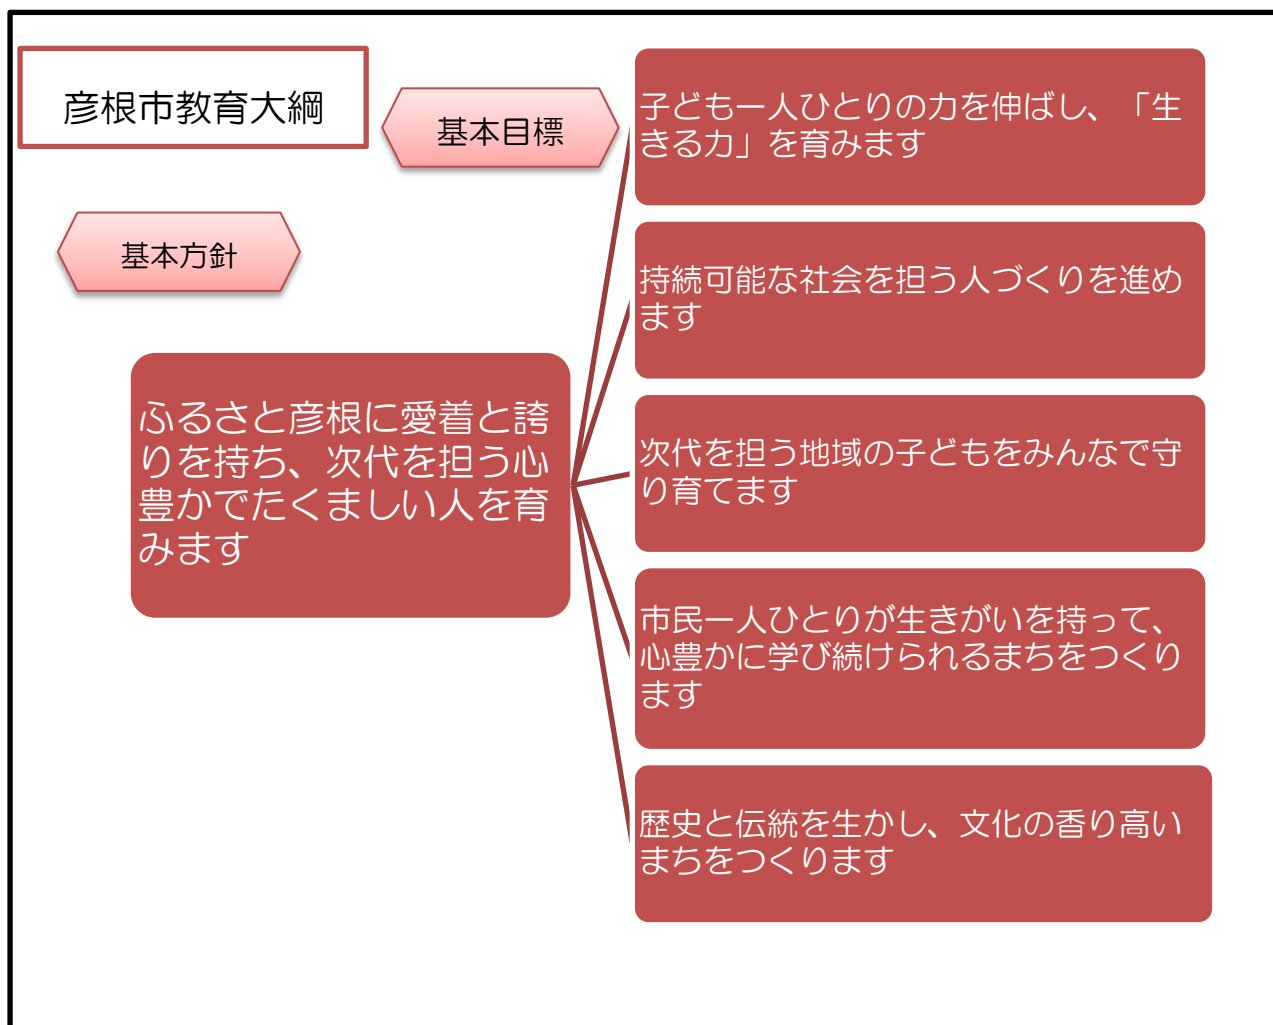 彦根市教育大綱
基本目標
基本方針
ふるさと彦根に愛着と誇
りを持ち、次代を担う心
豊かでたくましい人を育
みます
子ども一人ひとりの力を伸ばし、「生
きる力」を育みます
持続可能な社会を担う人づくりを進め
ます
次代を担う地域の子どもをみんなで守
り育てます
市民一人ひとりが生きがいを持って、
心豊かに学び続けられるまちをつくり
ます
歴史と伝統を生かし、文化の香り高い
まちをつくります